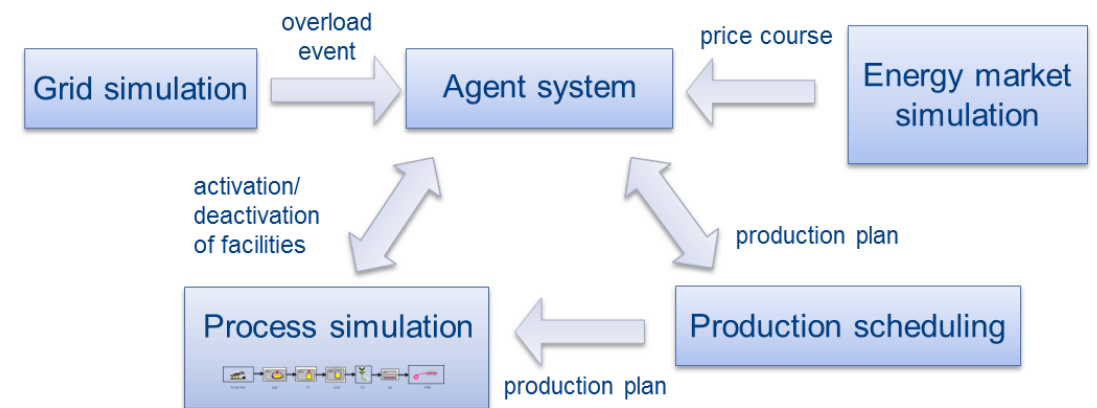 overload
event
price course
Grid simulation
Agent system
Energy market
simulation
activation/
deactivation
of facilities
production plan
Process simulation
Production scheduling
production plan